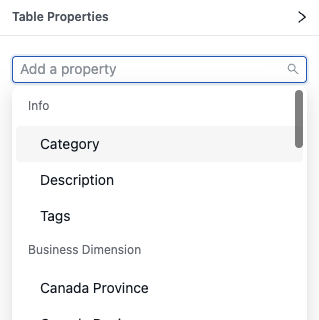 Table Properties
Add a property
Info
Category
Description
Tags
Business Dimension
Canada Province